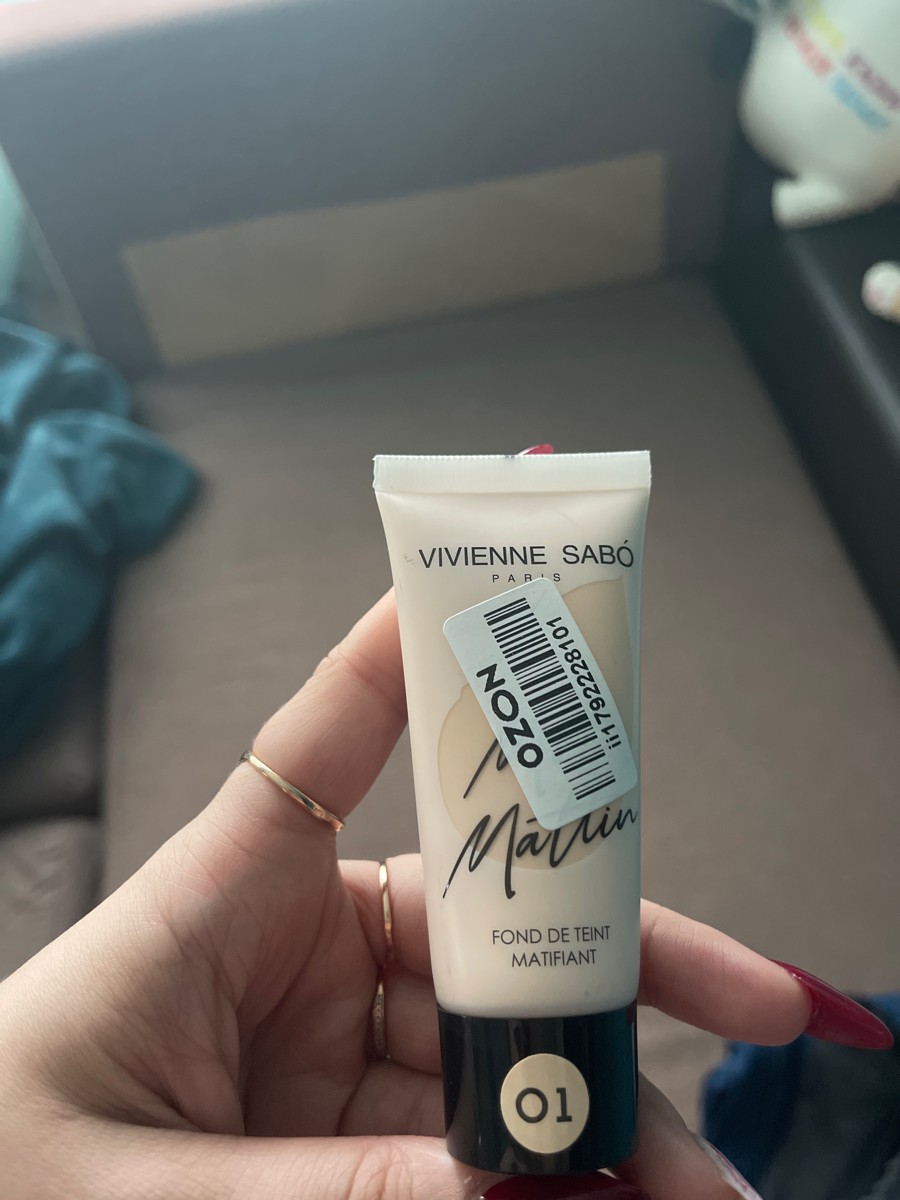 VIVIENNE SABÓ
PARIS
OZON
ii1792228101
Mattin
FOND DE TEINT
MATIFIANT
01